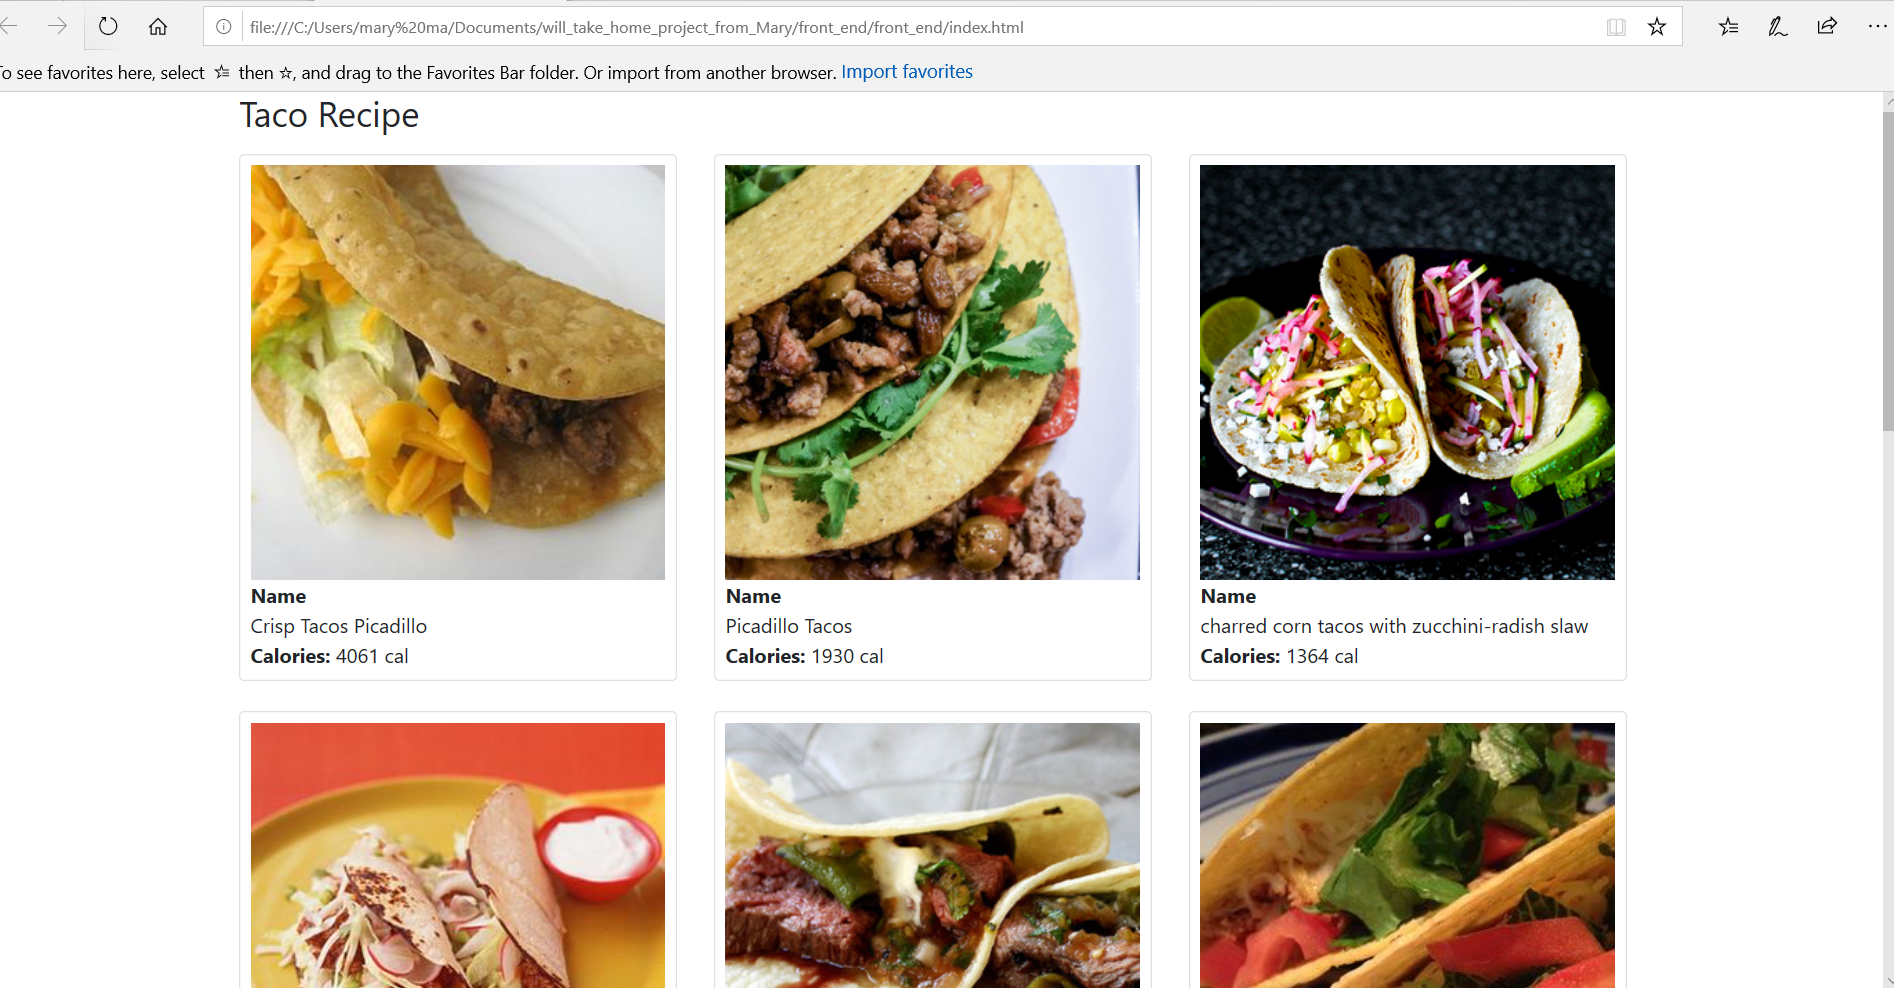 file:///C:/Users/mary%20ma/Documents/will_take_home_project_from_Mary/front_end/front_end/index.html
To see favorites here, select then , and drag to the Favorites Bar folder. Or import from another browser. Import favorites
Taco Recipe
Name
Crisp Tacos Picadillo
Calories: 4061 cal
Name
Picadillo Tacos
Calories: 1930 cal
Name
charred corn tacos with zucchini-radish slaw
Calories: 1364 cal